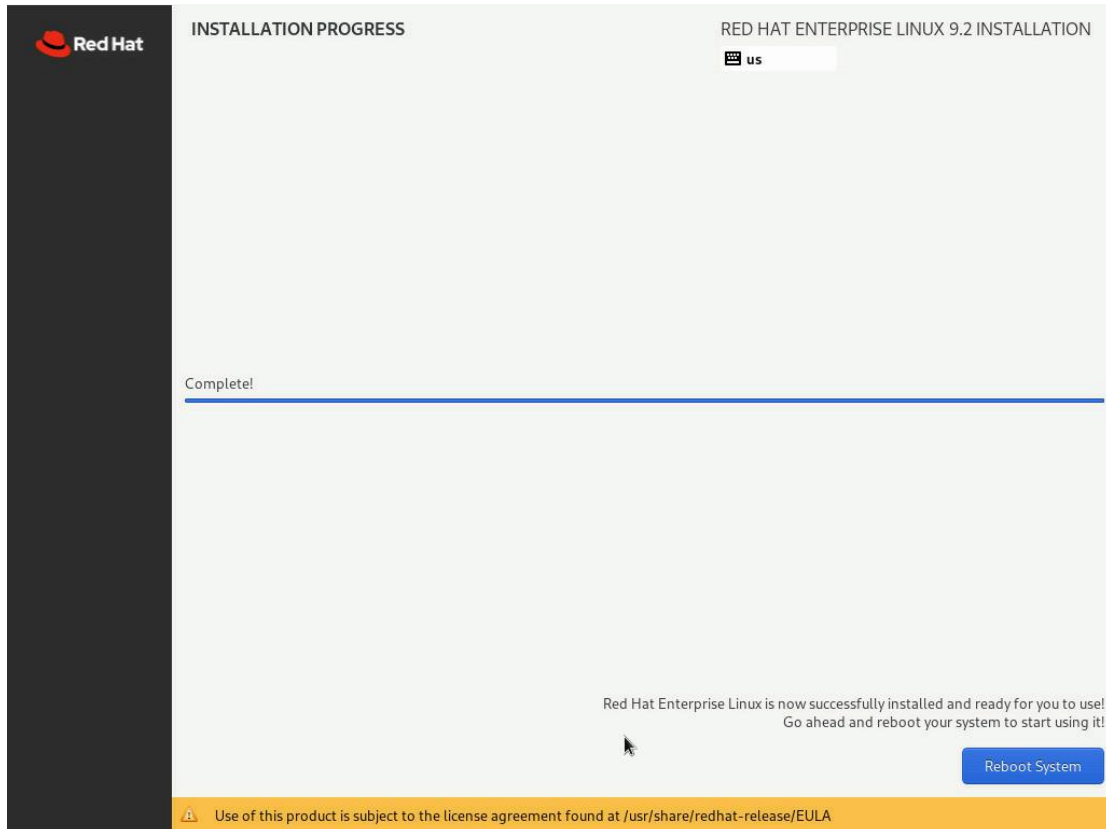 Red Hat
INSTALLATION PROGRESS
RED HAT ENTERPRISE LINUX 9.2 INSTALLATION
us
Complete!
Red Hat Enterprise Linux is now successfully installed and ready for you to use!
Go ahead and reboot your system to start using it!
Reboot System
Use of this product is subject to the license agreement found at /usr/share/redhat-release/EULA